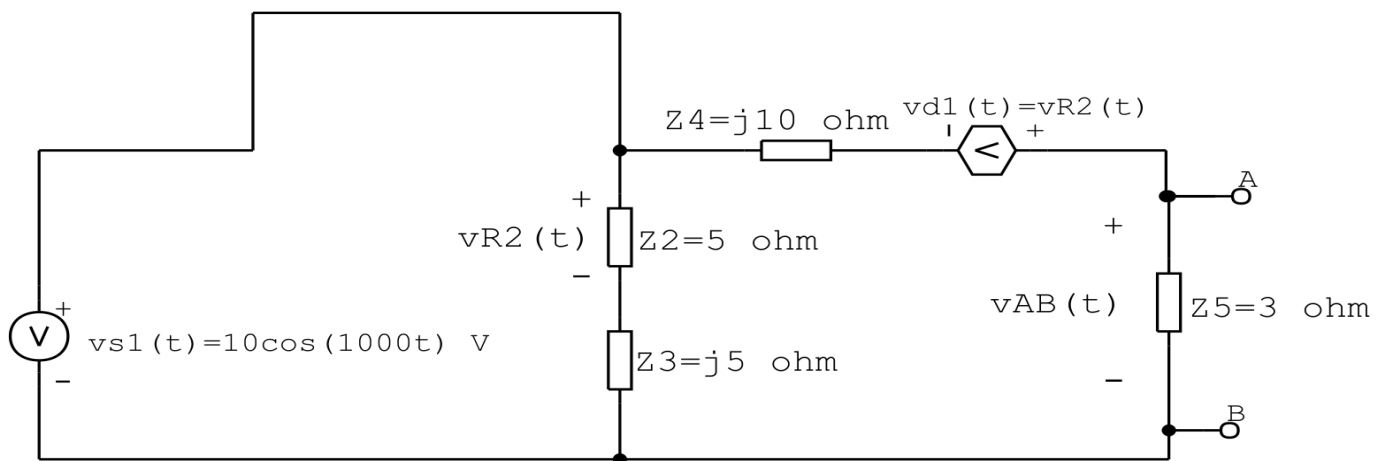 Z4=j10 ohm
vd1(t)=vR2(t)
- +
A
+
vR2(t)
-
Z2=5 ohm
+
vAB(t)
-
Z5=3 ohm
+
V
-
vs1(t)=10cos(1000t) V
Z3=j5 ohm
B
V